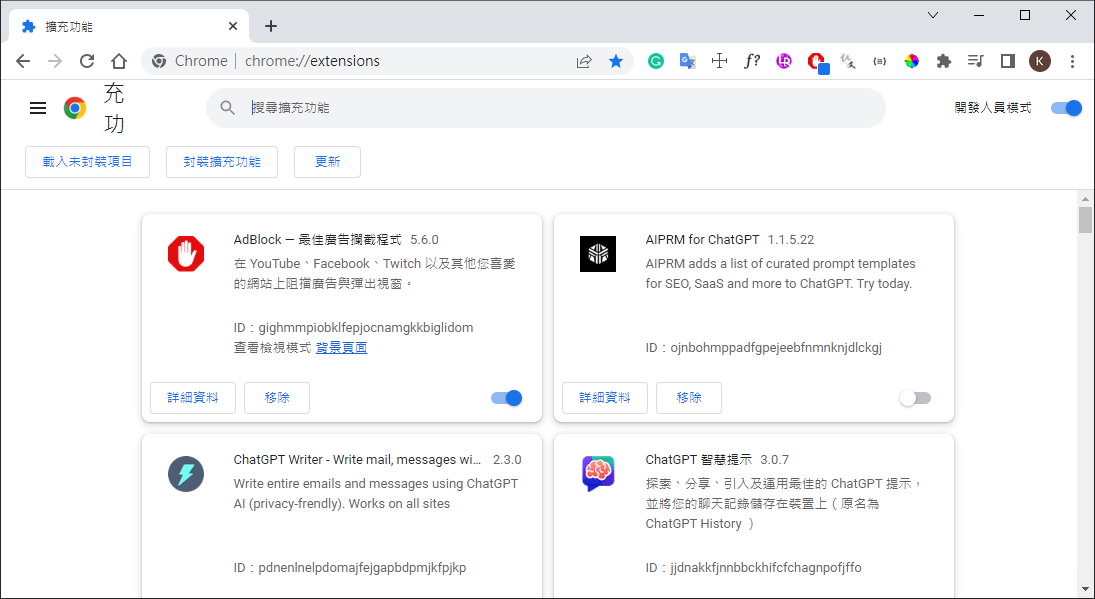 擴充功能
Chrome | chrome://extensions
f?
LR
K
充
功
搜尋擴充功能
開發人員模式
載入未封裝項目
封裝擴充功能
更新
AdBlock — 最佳廣告攔截程式 5.6.0
在 YouTube、Facebook、Twitch 以及其他您喜愛
的網站上阻擋廣告與彈出視窗。
ID：gighmmpiobklfepjocnamgkkbiglidom
查看檢視模式 背景頁面
詳細資料
移除
AIPRM for ChatGPT 1.1.5.22
AIPRM adds a list of curated prompt templates
for SEO, SaaS and more to ChatGPT. Try today.
ID：ojnbohmppadfgpejeebfnmnknjdlckgj
詳細資料
移除
ChatGPT Writer - Write mail, messages wi... 2.3.0
Write entire emails and messages using ChatGPT
AI (privacy-frendly). Works on all sites
ID：pdnenlnelpdomajfejgapbdpmjkfpjkp
ChatGPT 智慧提示 3.0.7
探索、分享、引入及運用最佳的 ChatGPT 提示，
並將您的聊天記錄儲存在裝置上（原名為
ChatGPT History ）
ID：jjdnakkfjnnbbckhifcfchagnpofjffo